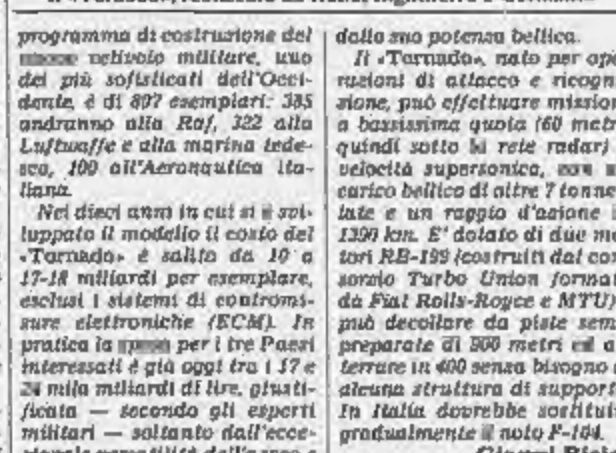 programma di costruzione del
velivolo militare, uno
dei più sofisticati dell'Occi-
dente, è di 807 esemplari: 385
andranno alla Raf, 322 alla
Luftwaffe e alla marina tede-
sca, 100 all'Aeronautica Ita-
liana.
Nei dieci anni in cui si è svi-
luppato il modello il costo del
«Tornado» è salito da 10 a
17-18 miliardi per esemplare,
esclusi i sistemi di contromi-
sure elettroniche (ECM). In
pratica la spesa per i tre Paesi
interessati è già oggi tra i 17 e
24 mila miliardi di lire, giusti-
ficata — secondo gli esperti
militari — soltanto dall'ecce-
dalla sua potenza bellica.
Il «Tornado», nato per ope
razioni di attacco e ricogn
zione, può effettuare mission
a bassissima quota (60 metr
quindi sotto la rete radar)
velocità supersonica, con u
carico bellico di oltre 7 tonne
late e un raggio d'azione
1390 km. E' dotato di due mo
tori RB-199 (costruiti dal con
sorzio Turbo Union format
da Fiat Rolls-Royce e MTU)
può decollare da piste sem
preparate di 900 metri ed a
terrare in 400 senza bisogno
alcuna struttura di support
In Italia dovrebbe sostitui
gradualmente il noto F-104.